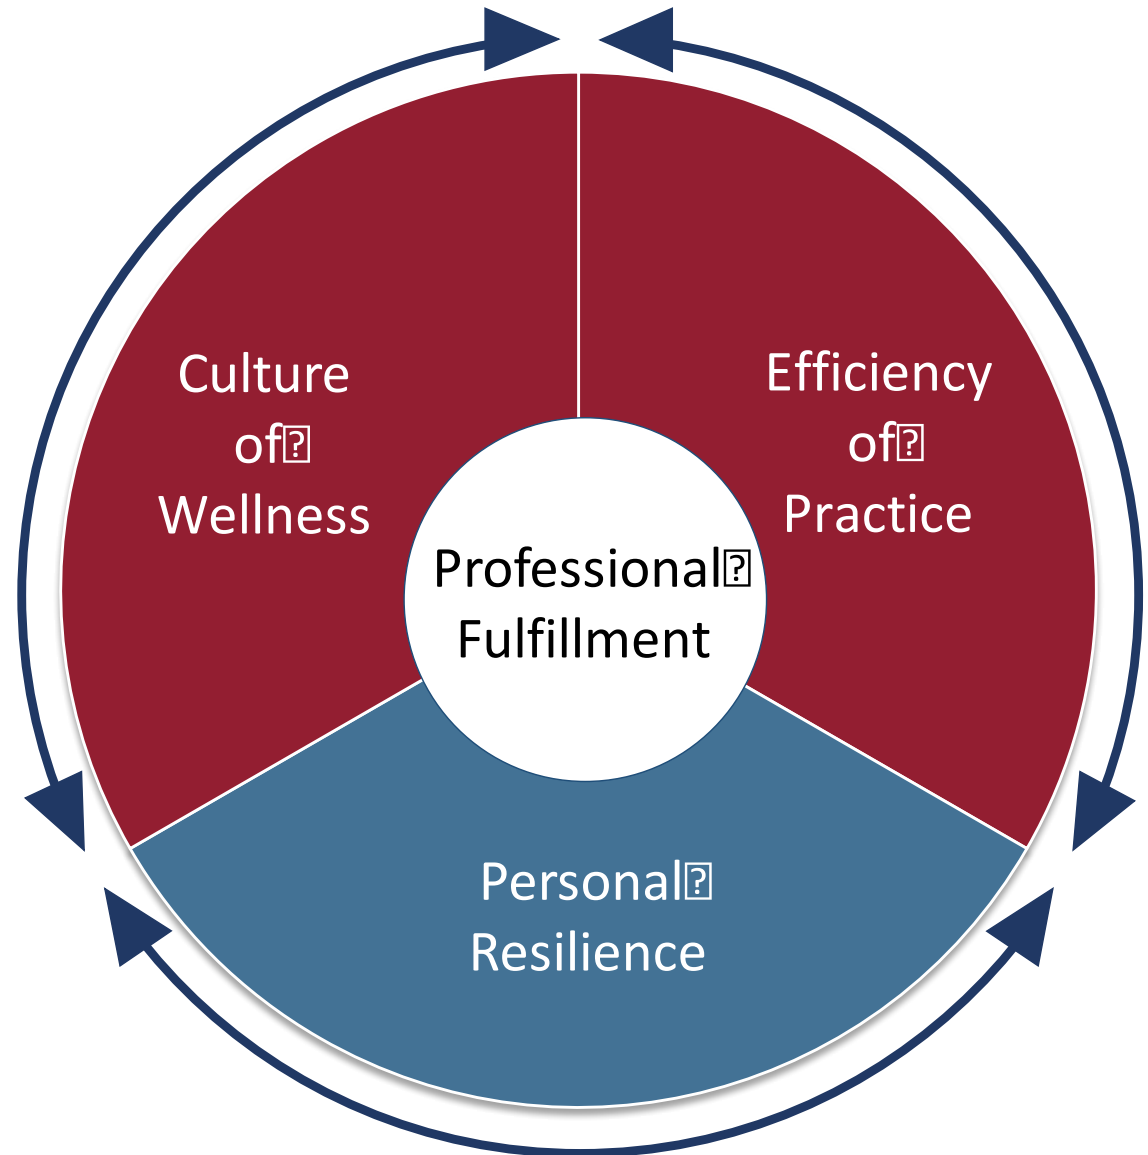 Culture
of�
Wellness
Efficiency
of�
Practice
Professional�
Fulfillment
Personal�
Resilience